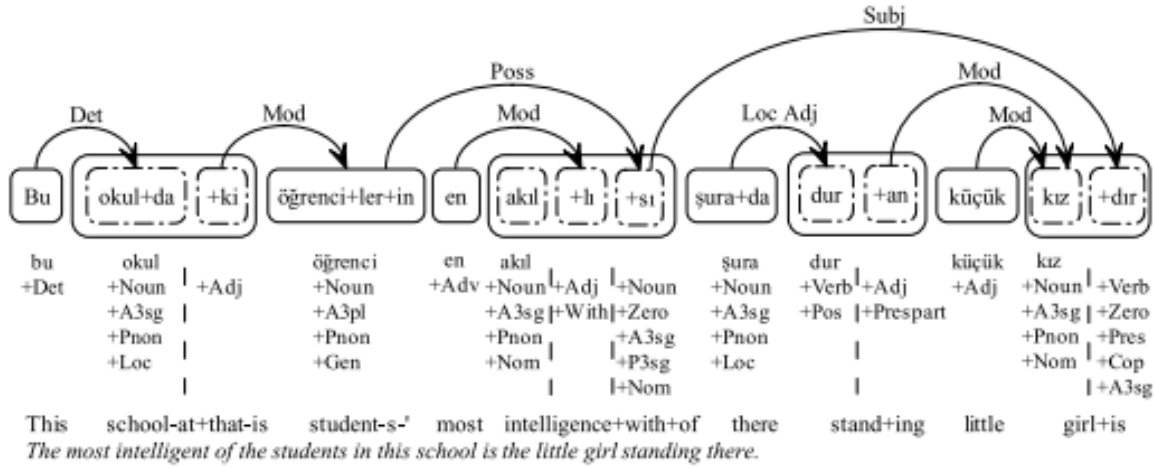 Subj
Poss Mod
Det Mod Mod Loc Adj Mod
Bu okul+da +ki öğrenci+ler+in en akıl +lı +sı şura+da dur +an küçük kız +dır
bu okul öğrenci en akıl şura dur küçük kız
+Det +Noun +Adj +Noun +Adv +Noun +Adj +Noun +Noun +Verb +Adj +Adj +Noun +Verb
+A3sg +A3pl +A3sg +With +Zero +A3sg +Pos +Prespart +A3sg +Zero
+Pnon +Pnon +Pnon +A3sg +Pnon +Pnon +Pres
+Loc +Gen +Nom +P3sg +Loc +Nom +Cop
+Nom +A3sg
This school-at+that-is student-s-' most intelligence+with+of there stand+ing little girl+is
The most intelligent of the students in this school is the little girl standing there.